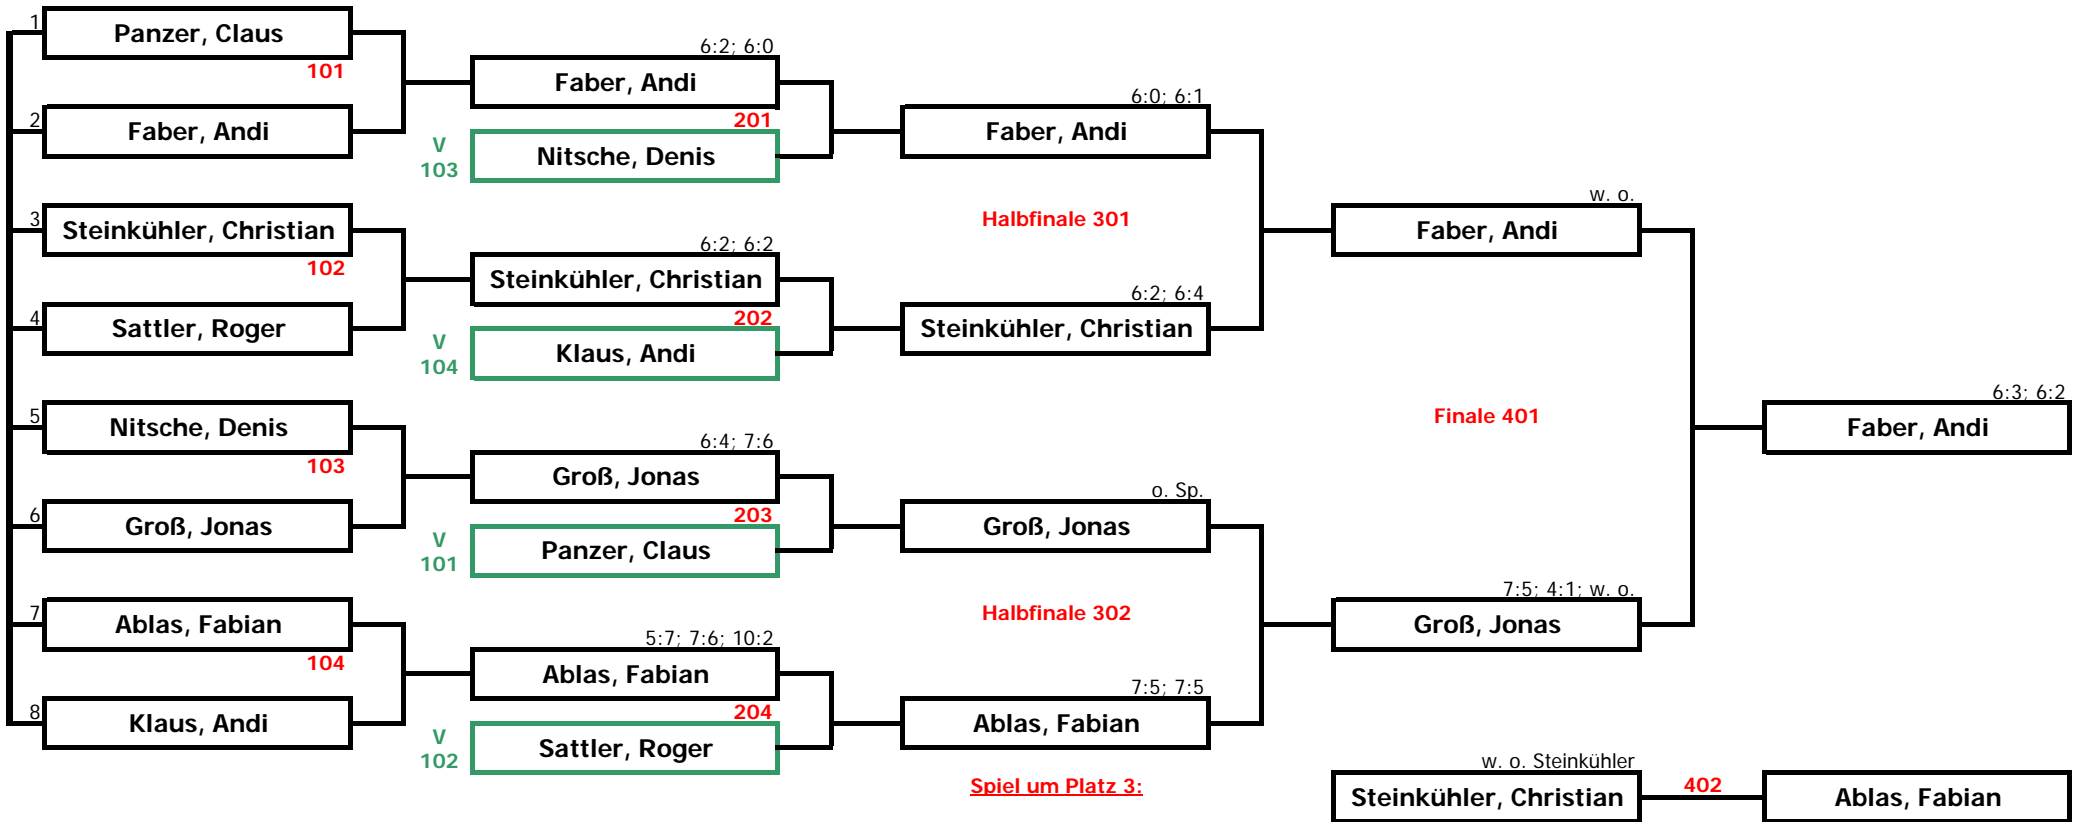 1
Panzer, Claus
101
2
Faber, Andi
3
Steinkühler, Christian
102
4
Sattler, Roger
5
Nitsche, Denis
103
6
Groß, Jonas
7
Ablas, Fabian
104
8
Klaus, Andi
6:2; 6:0
Faber, Andi
201
V
103
Nitsche, Denis
6:2; 6:2
Steinkühler, Christian
202
V
104
Klaus, Andi
6:4; 7:6
Groß, Jonas
203
V
101
Panzer, Claus
5:7; 7:6; 10:2
Ablas, Fabian
204
V
102
Sattler, Roger
6:0; 6:1
Faber, Andi
Halbfinale 301
6:2; 6:4
Steinkühler, Christian
o. Sp.
Groß, Jonas
Halbfinale 302
7:5; 7:5
Ablas, Fabian
w. o.
Faber, Andi
Finale 401
7:5; 4:1; w. o.
Groß, Jonas
6:3; 6:2
Faber, Andi
Spiel um Platz 3:
w. o. Steinkühler
Steinkühler, Christian
402
Ablas, Fabian